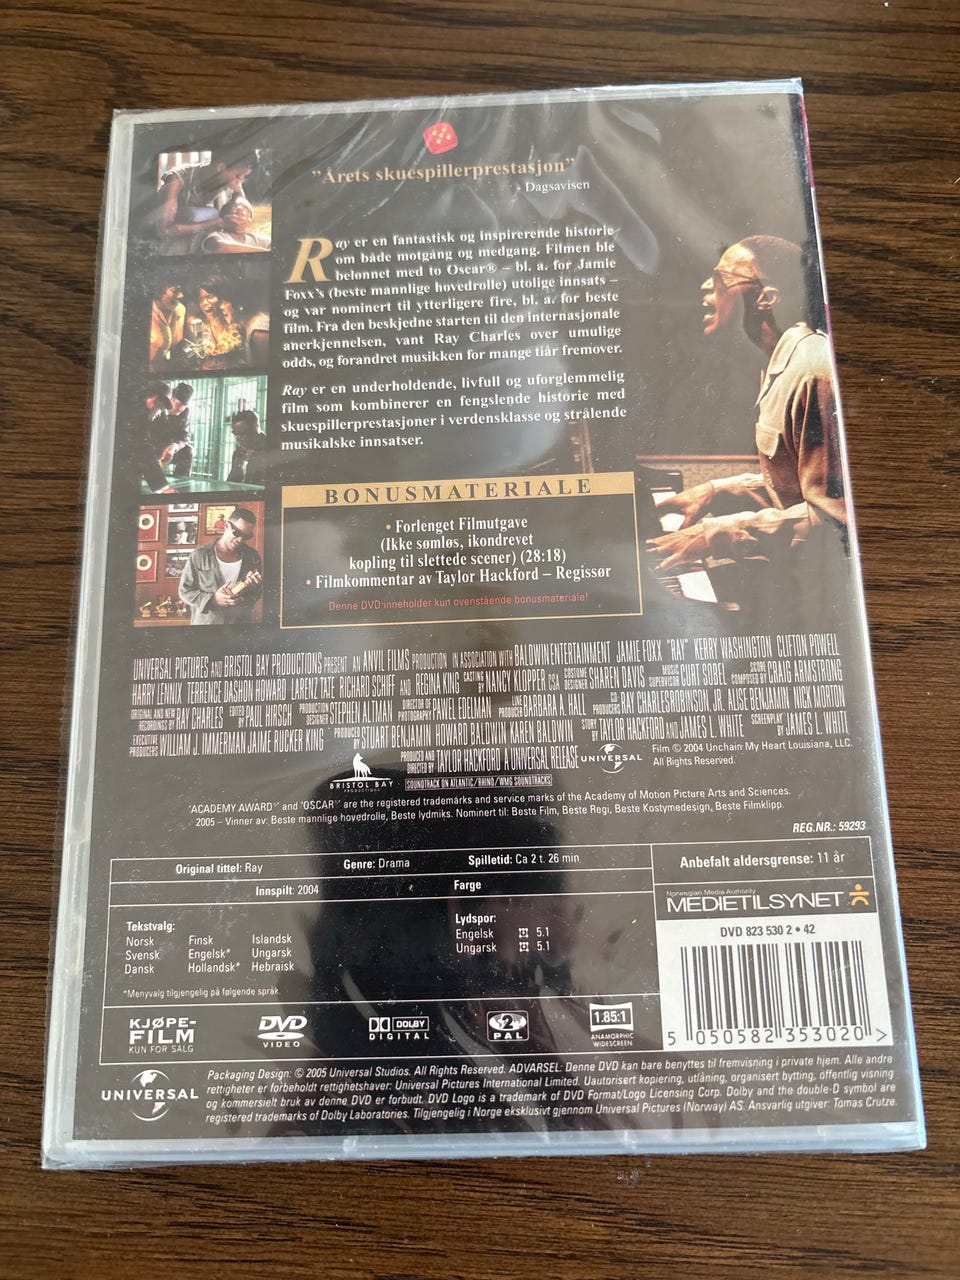 "Årets skuespillerprestasjon"
- Dagsavisen
Ray er en fantastisk og inspirerende historie
om både motgang og medgang. Filmen ble
belønnet med to Oscar® – bl. a. for Jamie
Foxx's (beste mannlige hovedrolle) utolige innsats –
og var nominert til ytterligere fire, bl. a. for beste
film. Fra den beskjedne starten til den internasjonale
anerkjennelsen, vant Ray Charles over umulige
odds, og forandret musikken for mange tiår fremover.
Ray er en underholdende, livfull og uforglemmelig
film som kombinerer en fengslende historie med
skuespillerprestasjoner i verdensklasse og strålende
musikalske innsatser.
BONUSMATERIALE
• Forlenget Filmutgave
(Ikke sømløs, ikondrevet
kopling til slettede scener) (28:18)
• Filmkommentar av Taylor Hackford – Regissør
Denne DVD inneholder kun ovenstående bonusmateriale!
UNIVERSAL PICTURES AND BRISTOL BAY PRODUCTIONS PRESENT AN ANVIL FILMS PRODUCTION IN ASSOCIATION WITH BALDWIN ENTERTAINMENT JAMIE FOXX "RAY" KERRY WASHINGTON CLIFTON POWELL
HARRY LENNIX TERRENCE DASHON HOWARD LARENZ TATE RICHARD SCHIFF AND REGINA KING CASTING BY NANCY KLOPPER CSA COSTUME DESIGNER SHAREN DAVIS MUSIC SUPERVISOR CURT SOBEL SCORE COMPOSED BY CRAIG ARMSTRONG
ORIGINAL AND NEW RECORDINGS BY RAY CHARLES EDITED BY PAUL HIRSCH PRODUCTION DESIGNER STEPHEN ALTMAN DIRECTOR OF PHOTOGRAPHY PAWEL EDELMAN LINE PRODUCER BARBARA A. HALL CO-PRODUCERS RAY CHARLES ROBINSON, JR. ALISE BENJAMIN NICK MORTON
EXECUTIVE PRODUCERS WILLIAM J. IMMERMAN JAIME RUCKER KING PRODUCED BY STUART BENJAMIN HOWARD BALDWIN KAREN BALDWIN STORY BY TAYLOR HACKFORD AND JAMES L. WHITE SCREENPLAY BY JAMES L. WHITE
PRODUCED AND DIRECTED BY TAYLOR HACKFORD A UNIVERSAL RELEASE UNIVERSAL
Film © 2004 Unchain My Heart Louisiana, LLC.
All Rights Reserved.
BRISTOL BAY
PRODUCTIONS
SOUNDTRACK ON ATLANTIC/RHINO/WMG SOUNDTRACKS
"ACADEMY AWARD®" and "OSCAR®" are the registered trademarks and service marks of the Academy of Motion Picture Arts and Sciences.
2005 – Vinner av: Beste mannlige hovedrolle, Beste lydmiks. Nominert til: Beste Film, Beste Regi, Beste Kostymedesign, Beste Filmklipp.
REG.NR.: 59293
Original tittel: Ray Genre: Drama Spilletid: Ca 2 t. 26 min
Innspilt: 2004 Farge
Anbefalt aldersgrense: 11 år
Norwegian Media Authority
MEDIETILSYNET
Tekstvalg:
Norsk Finsk Islandsk
Svensk Engelsk* Ungarsk
Dansk Hollandsk* Hebraisk
*Menyvalg tilgjengelig på følgende språk
Lydspor:
Engelsk 5.1
Ungarsk 5.1
DVD 823 530 2 • 42
5 050582 353020 >
KJØPE-
FILM
KUN FOR SALG
DVD
VIDEO
DOLBY
DIGITAL
2
PAL
1.85:1
ANAMORPHIC
WIDESCREEN
UNIVERSAL
Packaging Design: © 2005 Universal Studios. All Rights Reserved. ADVARSEL: Denne DVD kan bare benyttes til fremvisning i private hjem. Alle andre
rettigheter er forbeholdt rettighetshaver: Universal Pictures International Limited. Uautorisert kopiering, utlåning, organisert bytting, offentlig visning
og kommersielt bruk av denne DVD er forbudt. DVD Logo is a trademark of DVD Format/Logo Licensing Corp. Dolby and the double-D symbol are
registered trademarks of Dolby Laboratories. Tilgjengelig i Norge eksklusivt gjennom Universal Pictures (Norway) AS. Ansvarlig utgiver: Tomas Crutze.